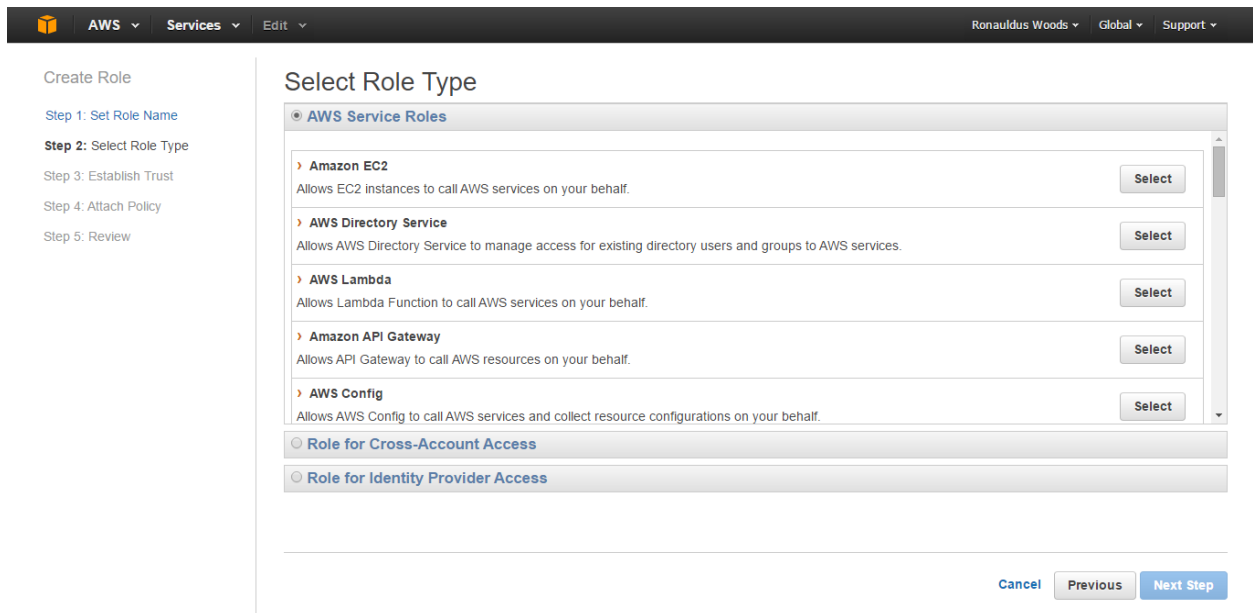 AWS Services Edit Ronauldus Woods Global Support
Create Role
Step 1: Set Role Name
Step 2: Select Role Type
Step 3: Establish Trust
Step 4: Attach Policy
Step 5: Review
Select Role Type
AWS Service Roles
Amazon EC2
Allows EC2 instances to call AWS services on your behalf.
Select
AWS Directory Service
Allows AWS Directory Service to manage access for existing directory users and groups to AWS services.
Select
AWS Lambda
Allows Lambda Function to call AWS services on your behalf.
Select
Amazon API Gateway
Allows API Gateway to call AWS resources on your behalf.
Select
AWS Config
Allows AWS Config to call AWS services and collect resource configurations on your behalf.
Select
Role for Cross-Account Access
Role for Identity Provider Access
Cancel Previous Next Step